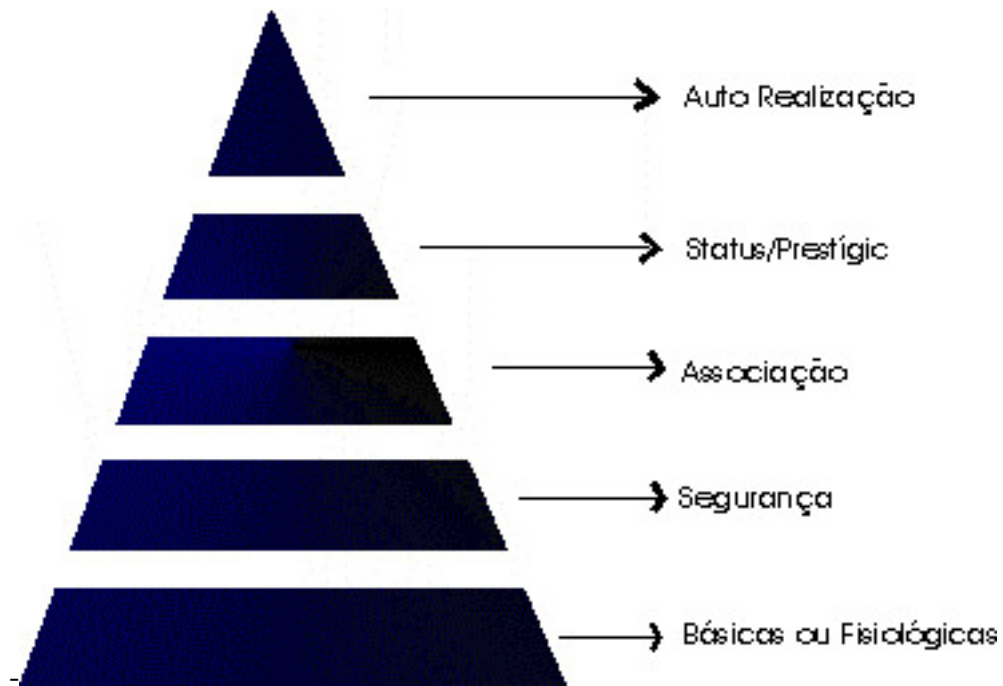 Auto Realização
Status/Prestígic
Associação
Segurança
Básicas ou Fisiológicas
-